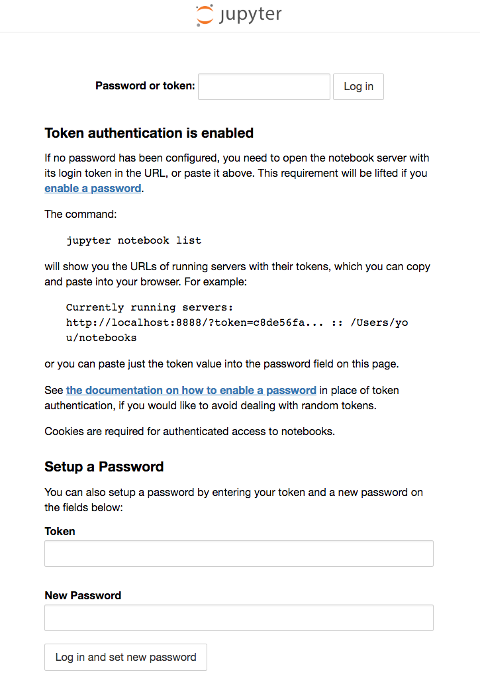 jupyter
Password or token:
Log in
Token authentication is enabled
If no password has been configured, you need to open the notebook server with
its login token in the URL, or paste it above. This requirement will be lifted if you
enable a password.
The command:
jupyter notebook list
will show you the URLs of running servers with their tokens, which you can copy
and paste into your browser. For example:
Currently running servers:
http://localhost:8888/?token=c8de56fa... :: /Users/yo
u/notebooks
or you can paste just the token value into the password field on this page.
See the documentation on how to enable a password in place of token
authentication, if you would like to avoid dealing with random tokens.
Cookies are required for authenticated access to notebooks.
Setup a Password
You can also setup a password by entering your token and a new password on
the fields below:
Token
New Password
Log in and set new password